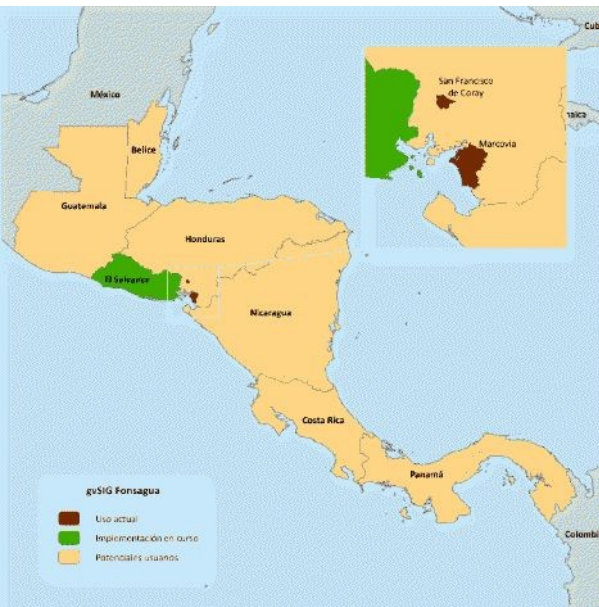 Cub
México
San Francisco
de Coray
naica
Marcovia
Belice
Guatemala
Honduras
El Salvador
Nicaragua
Costa Rica
Panamá
Colombi
gvSIG Fonsagua
Uso actual
Implementación en curso
Potenciales usuarios